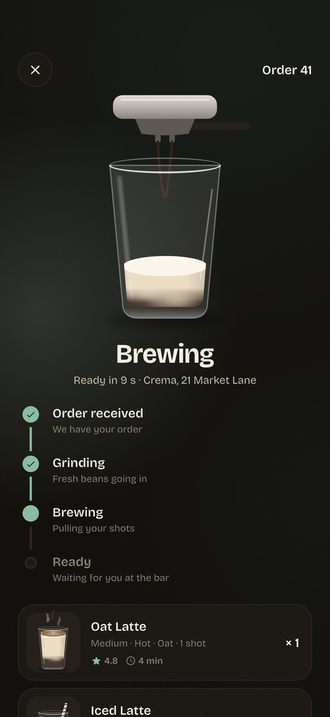 Order 41
Brewing
Ready in 9 s · Crema, 21 Market Lane
Order received
We have your order
Grinding
Fresh beans going in
Brewing
Pulling your shots
Ready
Waiting for you at the bar
Oat Latte
Medium · Hot · Oat · 1 shot
× 1
4.8 4 min
Iced Latte